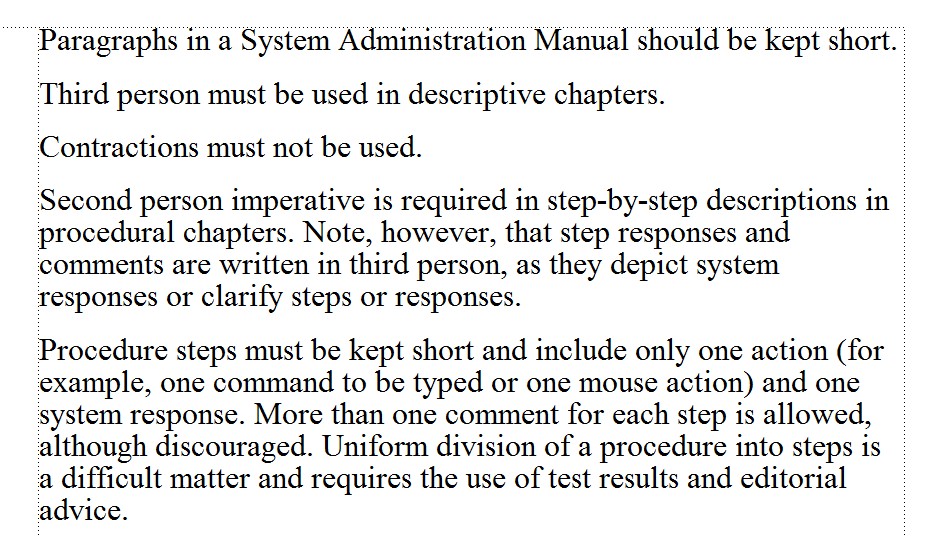 Paragraphs in a System Administration Manual should be kept short.
Third person must be used in descriptive chapters.
Contractions must not be used.
Second person imperative is required in step-by-step descriptions in
procedural chapters. Note, however, that step responses and
comments are written in third person, as they depict system
responses or clarify steps or responses.
Procedure steps must be kept short and include only one action (for
example, one command to be typed or one mouse action) and one
system response. More than one comment for each step is allowed,
although discouraged. Uniform division of a procedure into steps is
a difficult matter and requires the use of test results and editorial
advice.